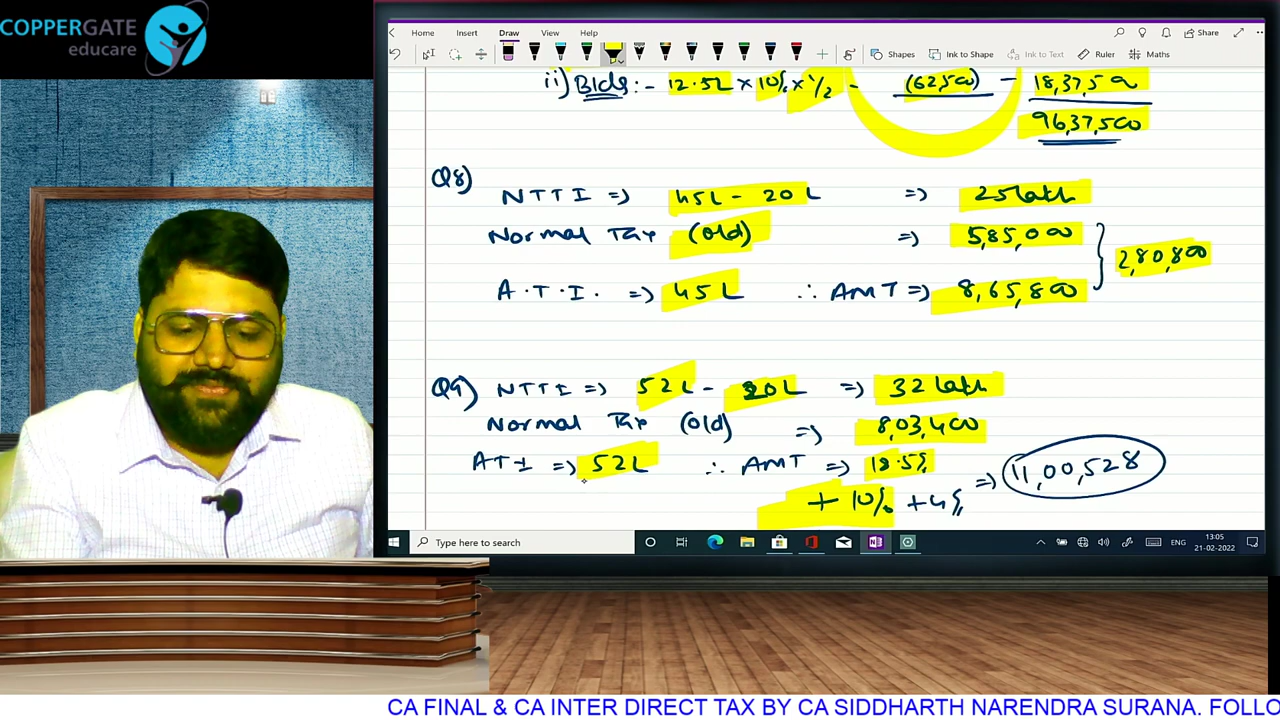 COPPERGATE
educare
Home Insert Draw View Help
Share
Shapes Ink to Shape Ink to Text Ruler Maths
ii) Bldg :- 12.5L × 10% × 1/2 - (62,500) - 18,37,500
96,37,500
Q8)
NTTI => 45L - 20L => 25 lakh
Normal Tax (Old) => 5,85,000
2,80,800
A.T.I. => 45L ∴ AMT => 8,65,800
Q9) NTTI => 52L - 20L => 32 lakh
Normal Tax (Old) => 8,03,400
ATI => 52L ∴ AMT => 18.5%
+ 10% + 4% => 11,00,528
Type here to search
ENG
13:05
21-02-2022
CA FINAL & CA INTER DIRECT TAX BY CA SIDDHARTH NARENDRA SURANA. FOLLO